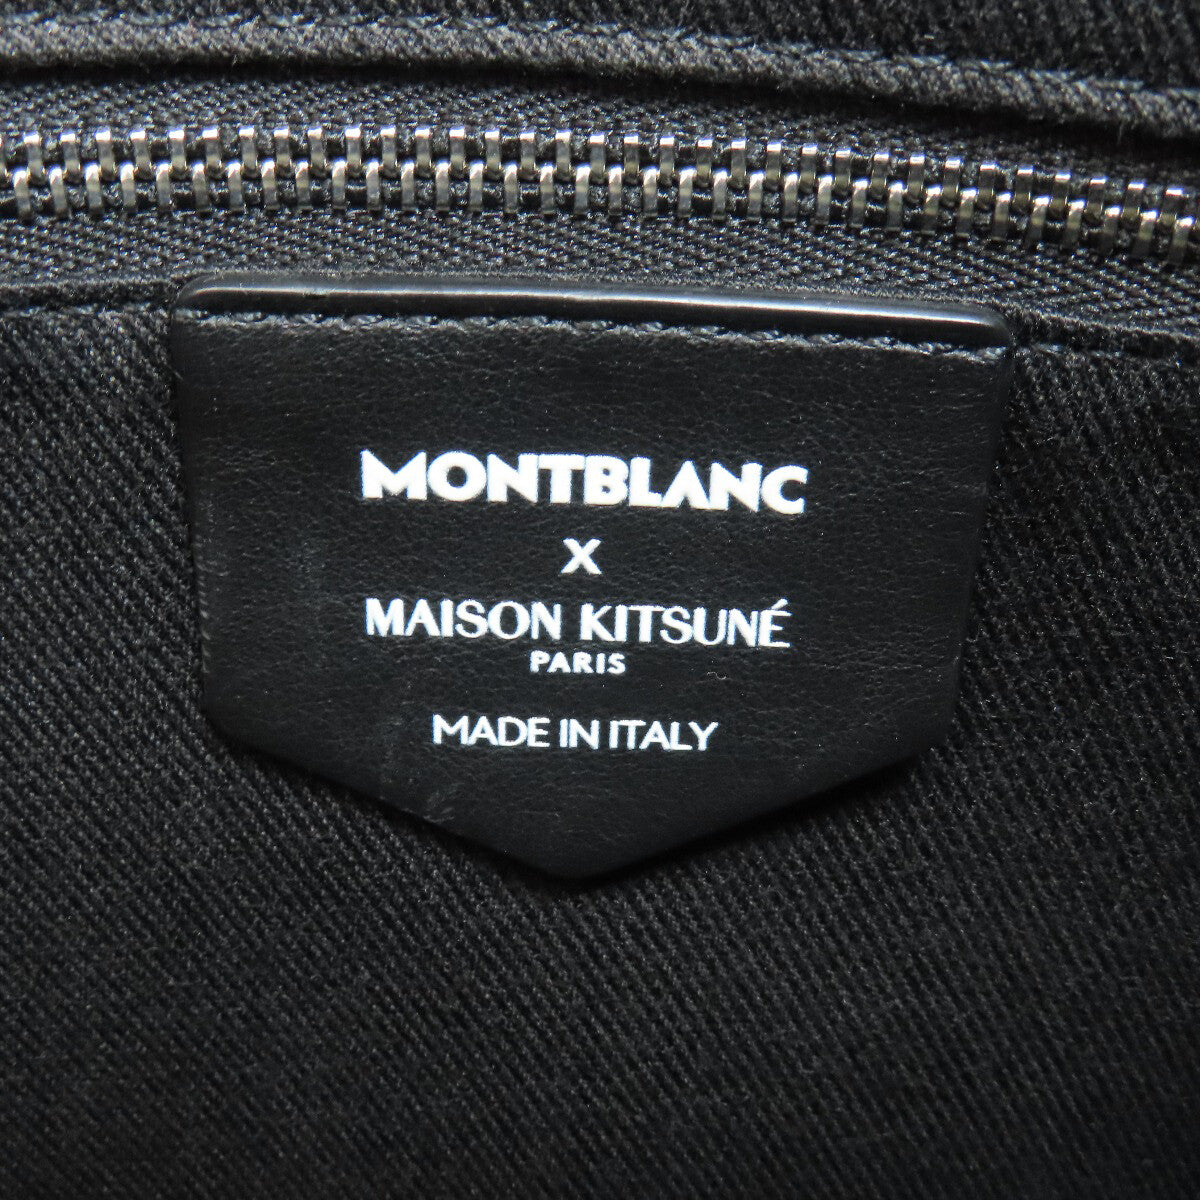 MONTBLANC
X
MAISON KITSUNÉ
PARIS
MADE IN ITALY